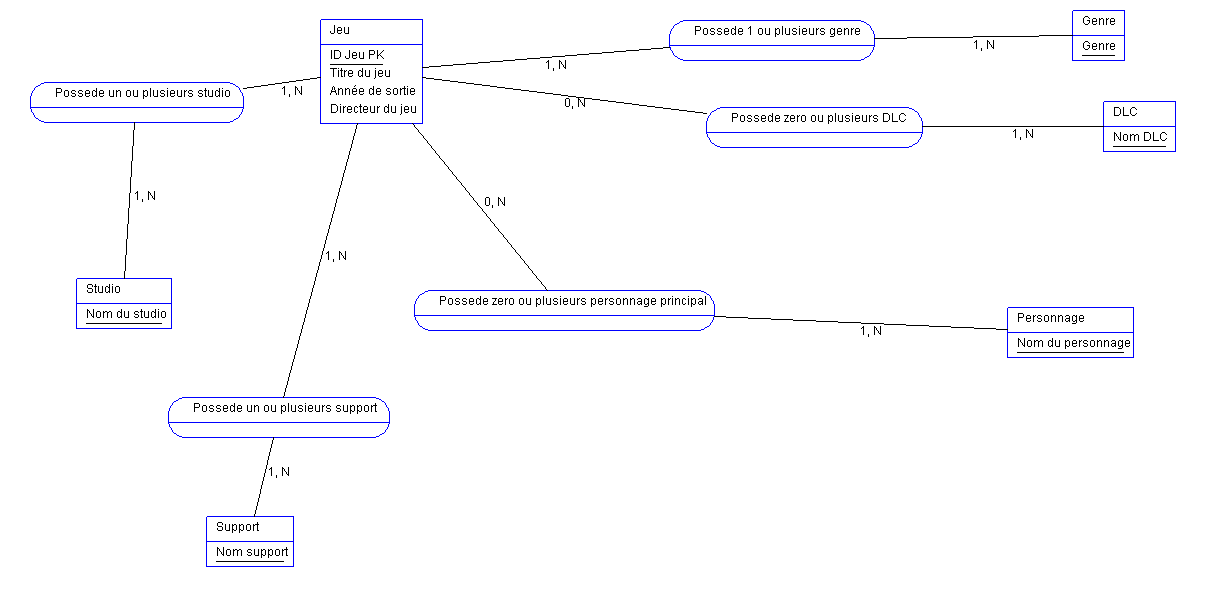 Jeu
ID Jeu PK
Titre du jeu
Année de sortie
Directeur du jeu
Possede 1 ou plusieurs genre
1, N
1, N
Genre
Genre
0, N
Possede zero ou plusieurs DLC
1, N
DLC
Nom DLC
Possede un ou plusieurs studio
1, N
1, N
Studio
Nom du studio
0, N
Possede zero ou plusieurs personnage principal
1, N
Personnage
Nom du personnage
1, N
Possede un ou plusieurs support
1, N
Support
Nom support